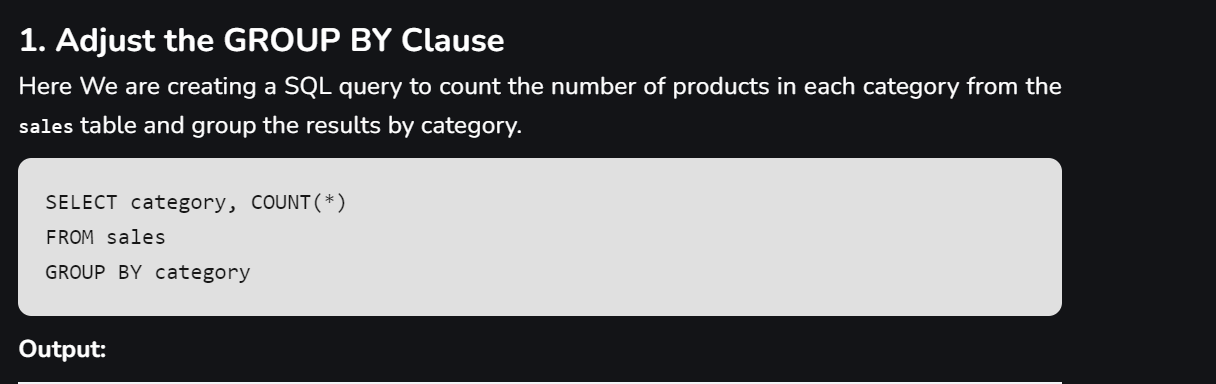 1. Adjust the GROUP BY Clause
Here We are creating a SQL query to count the number of products in each category from the
sales table and group the results by category.
SELECT category, COUNT(*)
FROM sales
GROUP BY category
Output: